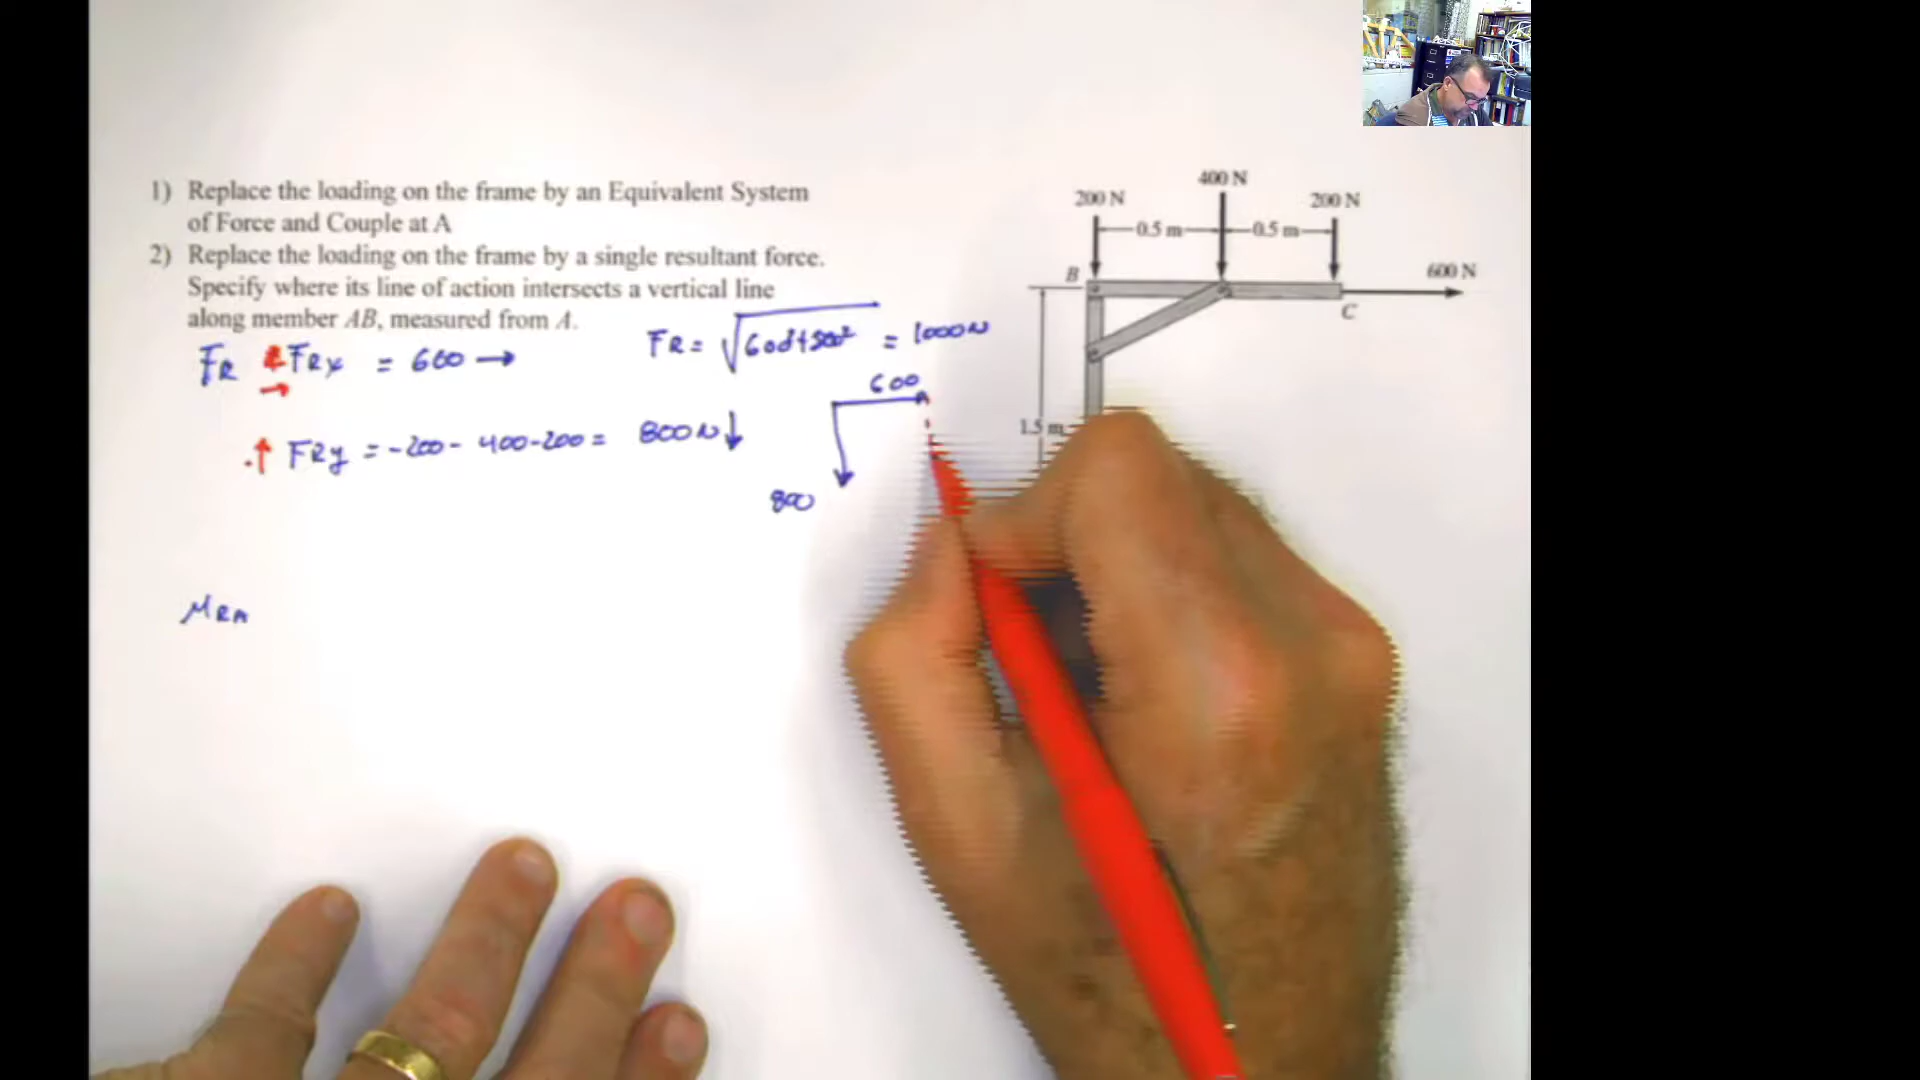 1) Replace the loading on the frame by an Equivalent System
of Force and Couple at A
2) Replace the loading on the frame by a single resultant force.
Specify where its line of action intersects a vertical line
along member AB, measured from A.
FR FRx = 600 →
FR = √600²+800² = 1000N
↑ FRy = -200 - 400-200 = 800N ↓
600
800
MRA
400 N
200 N
200 N
0.5 m
0.5 m
B
600 N
C
1.5 m